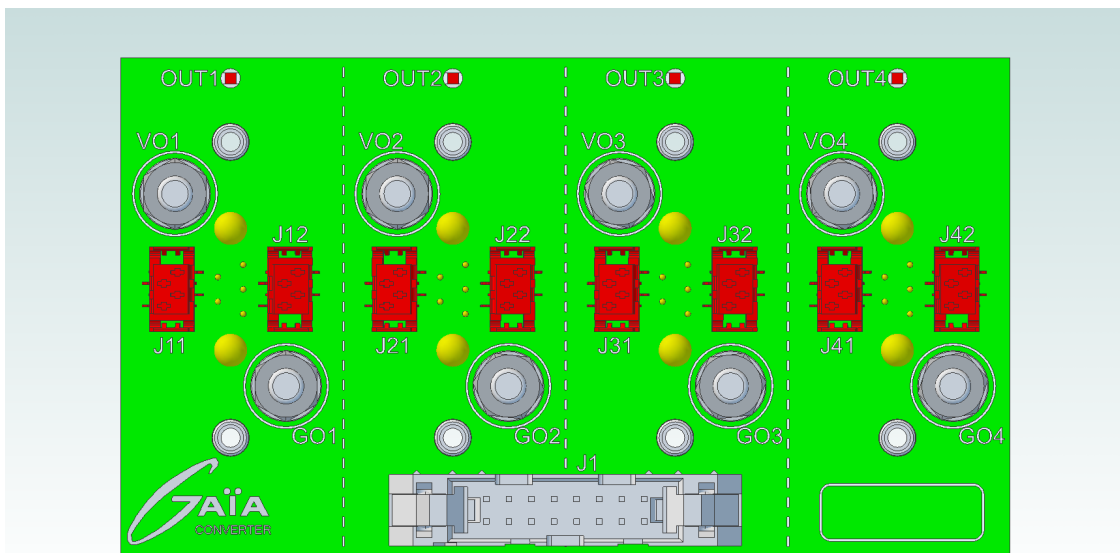 OUT1 OUT2 OUT3 OUT4
VO1 VO2 VO3 VO4
J12 J22 J32 J42
J11 J21 J31 J41
GO1 GO2 GO3 GO4
J1
GAÏA
CONVERTER